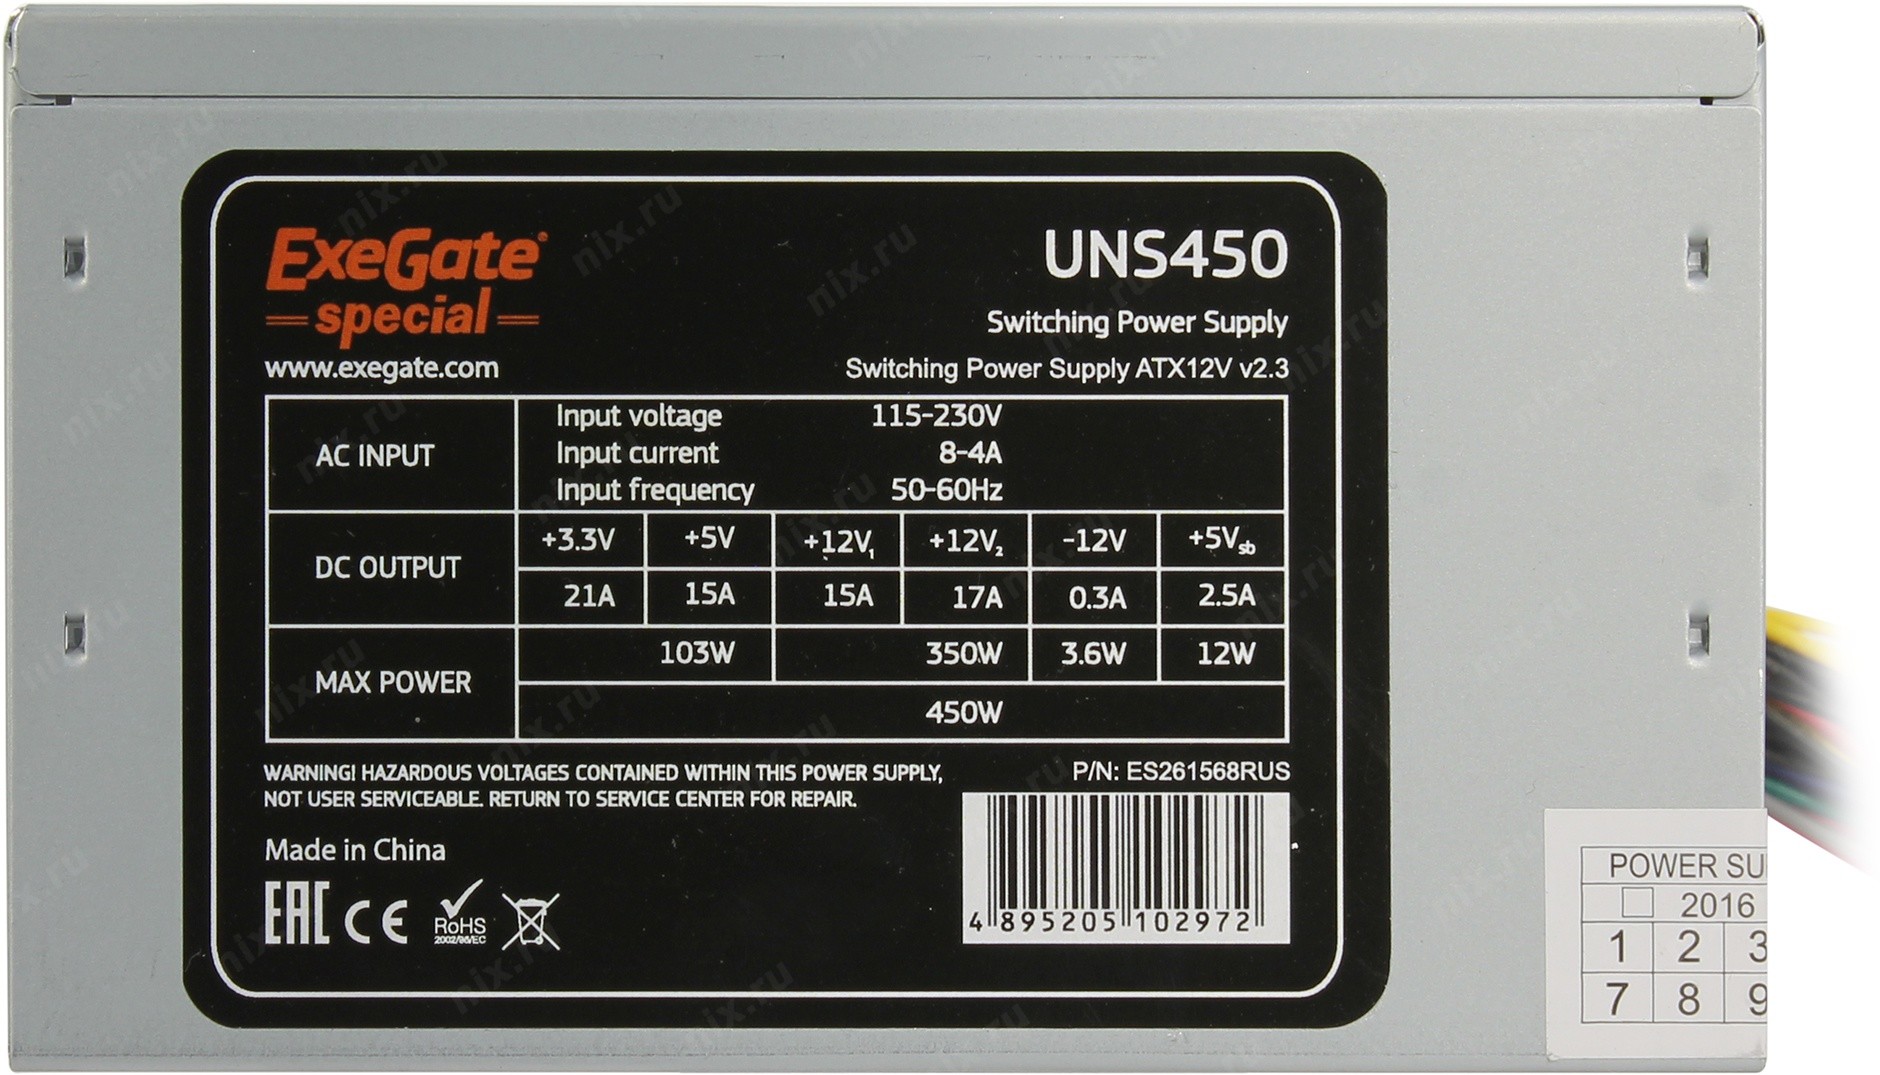 ExeGate®
special
www.exegate.com
UNS450
Switching Power Supply
Switching Power Supply ATX12V v2.3
AC INPUT
Input voltage 115-230V
Input current 8-4A
Input frequency 50-60Hz
DC OUTPUT
+3.3V +5V +12V1 +12V2 -12V +5Vsb
21A 15A 15A 17A 0.3A 2.5A
MAX POWER
103W 350W 3.6W 12W
450W
WARNING! HAZARDOUS VOLTAGES CONTAINED WITHIN THIS POWER SUPPLY,
NOT USER SERVICEABLE. RETURN TO SERVICE CENTER FOR REPAIR.
P/N: ES261568RUS
Made in China
EAC CE RoHS
2002/95/EC
4 895205 102972
POWER SU
2016
1 2 3
7 8 9
nix.ru